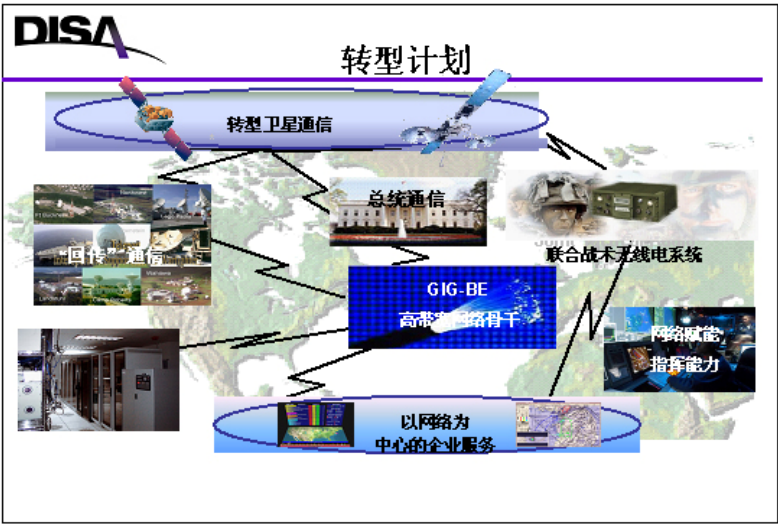 DISA
转型计划
转型卫星通信
总统通信
“回传”通信
联合战术无线电系统
GIG-BE
高带宽网络骨干
网络赋能
指挥能力
以网络为
中心的企业服务